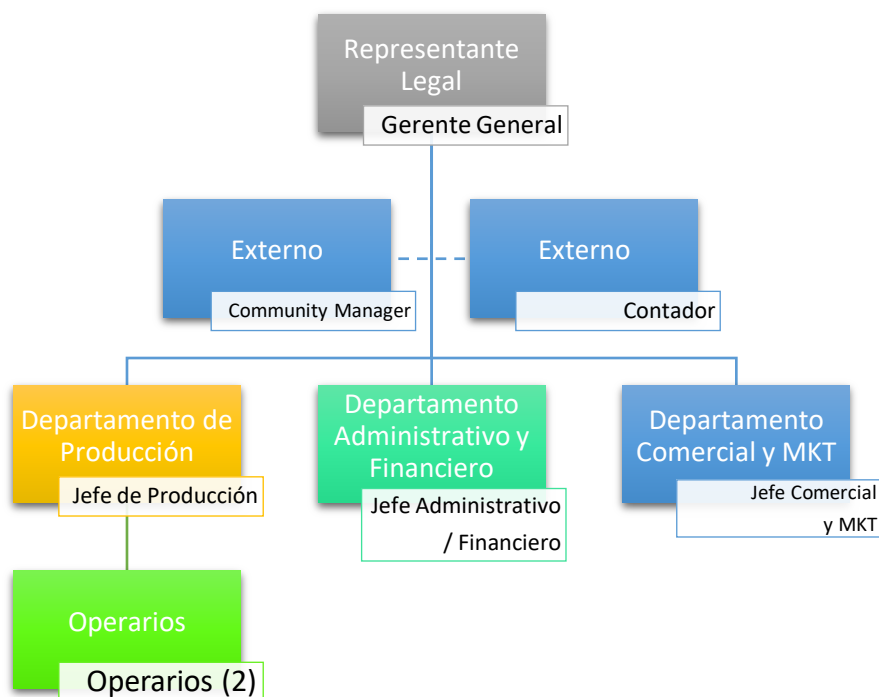 Representante
Legal
Gerente General
Externo
Community Manager
Externo
Contador
Departamento de
Producción
Jefe de Producción
Departamento
Administrativo y
Financiero
Jefe Administrativo
/ Financiero
Departamento
Comercial y MKT
Jefe Comercial
y MKT
Operarios
Operarios (2)